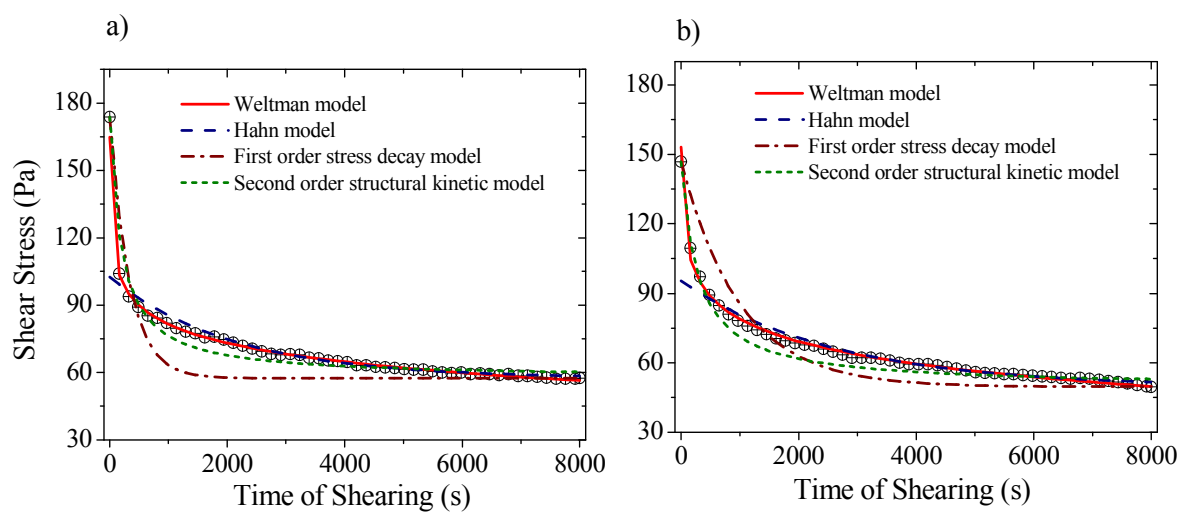 a)
180
150
120
90
60
30
0
2000
4000
6000
8000
Shear Stress (Pa)
Time of Shearing (s)
Weltman model
Hahn model
First order stress decay model
Second order structural kinetic model
b)
180
150
120
90
60
30
0
2000
4000
6000
8000
Time of Shearing (s)
Weltman model
Hahn model
First order stress decay model
Second order structural kinetic model